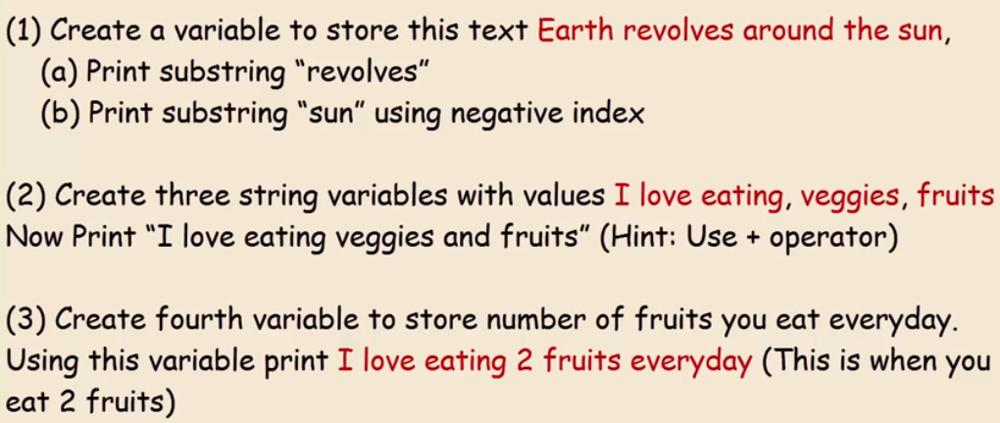 (1) Create a variable to store this text Earth revolves around the sun,
(a) Print substring “revolves”
(b) Print substring “sun” using negative index
(2) Create three string variables with values I love eating, veggies, fruits
Now Print “I love eating veggies and fruits” (Hint: Use + operator)
(3) Create fourth variable to store number of fruits you eat everyday.
Using this variable print I love eating 2 fruits everyday (This is when you
eat 2 fruits)